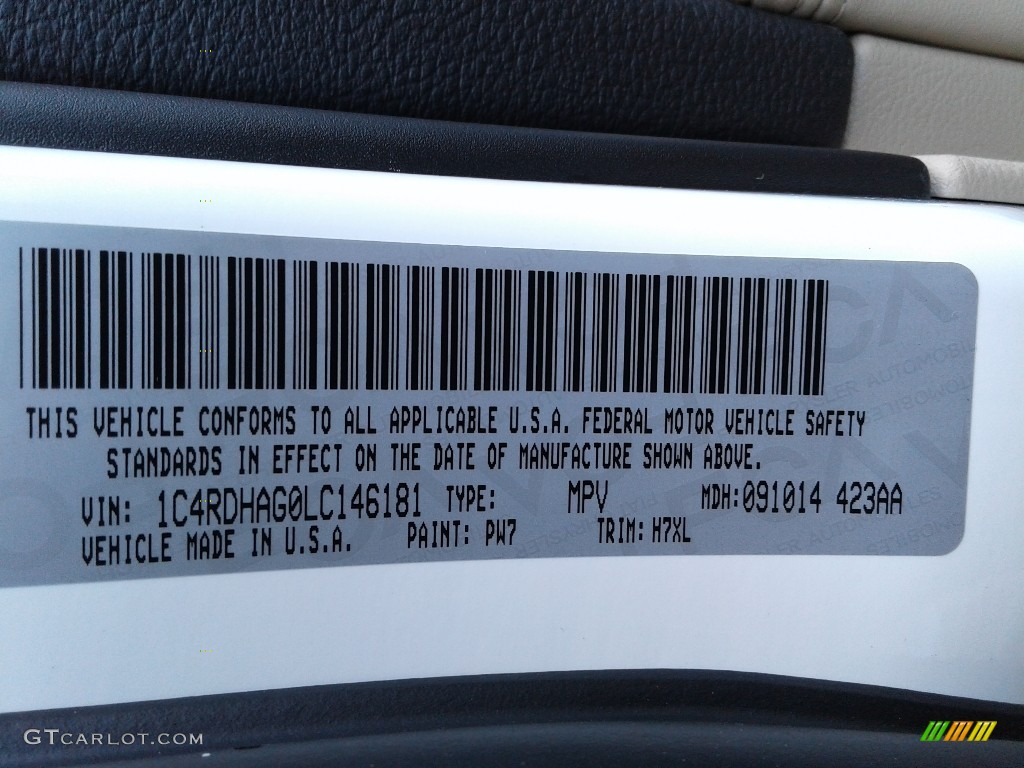 THIS VEHICLE CONFORMS TO ALL APPLICABLE U.S.A. FEDERAL MOTOR VEHICLE SAFETY
STANDARDS IN EFFECT ON THE DATE OF MANUFACTURE SHOWN ABOVE.
VIN: 1C4RDHAG0LC146181 TYPE: MPV MDH:091014 423AA
VEHICLE MADE IN U.S.A. PAINT: PW7 TRIM: H7XL
GTCARLOT.COM